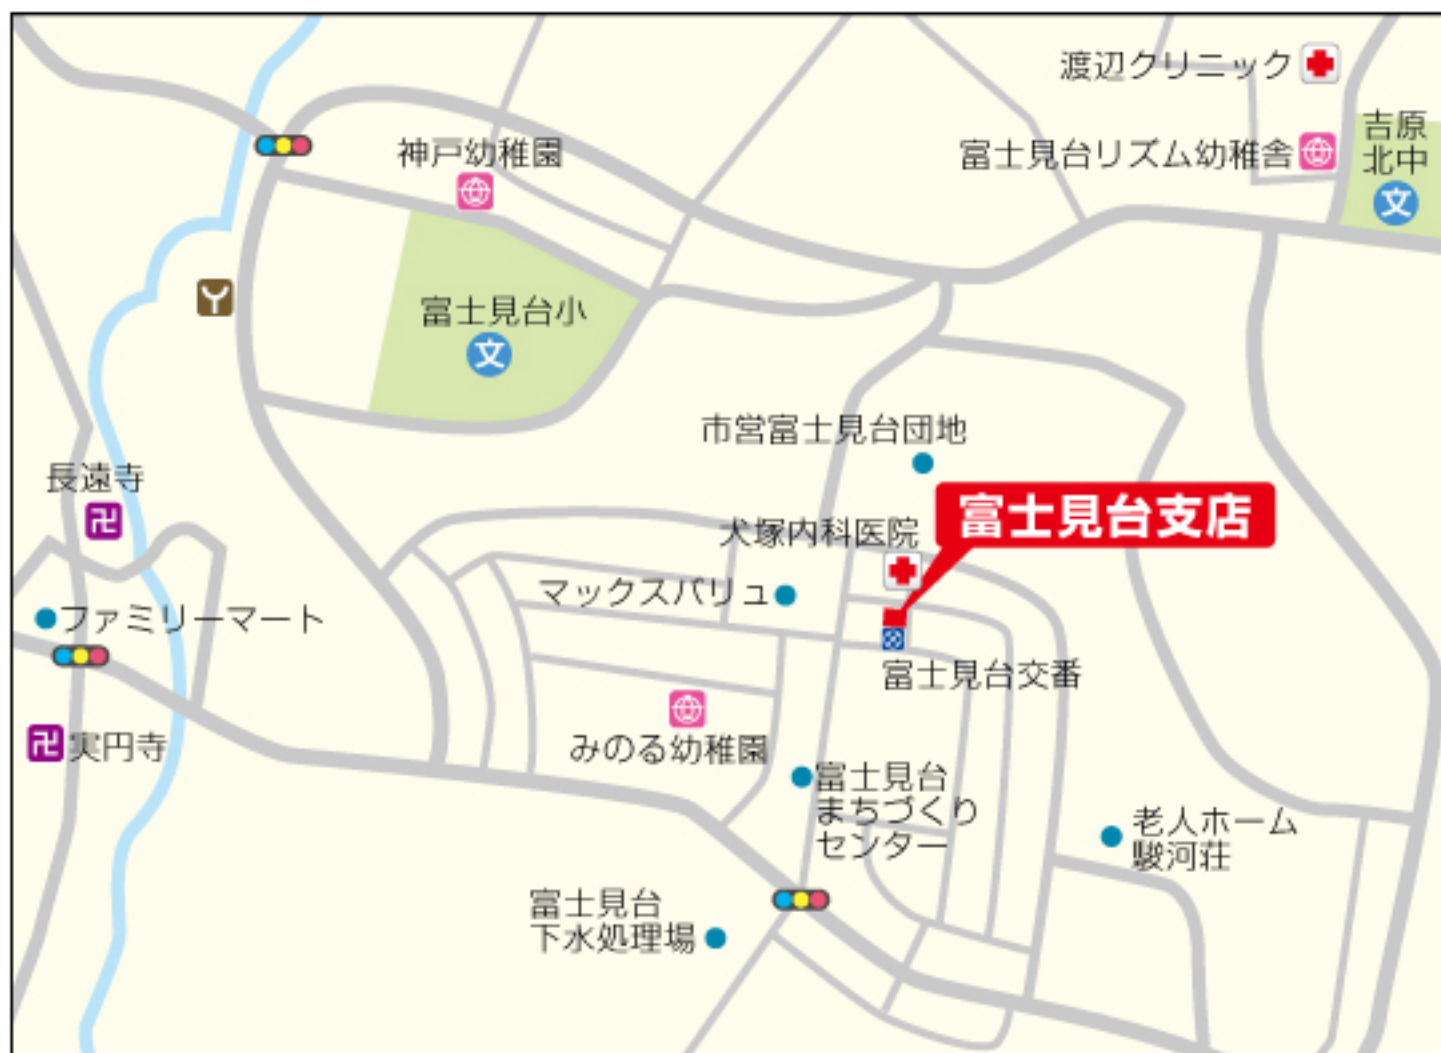 渡辺クリニック
吉原
北中
文
神戸幼稚園
富士見台リズム幼稚舎
富士見台小
文
市営富士見台団地
長遠寺
富士見台支店
犬塚内科医院
マックスバリュ
ファミリーマート
富士見台交番
実円寺
みのる幼稚園
富士見台
まちづくり
センター
老人ホーム
駿河荘
富士見台
下水処理場